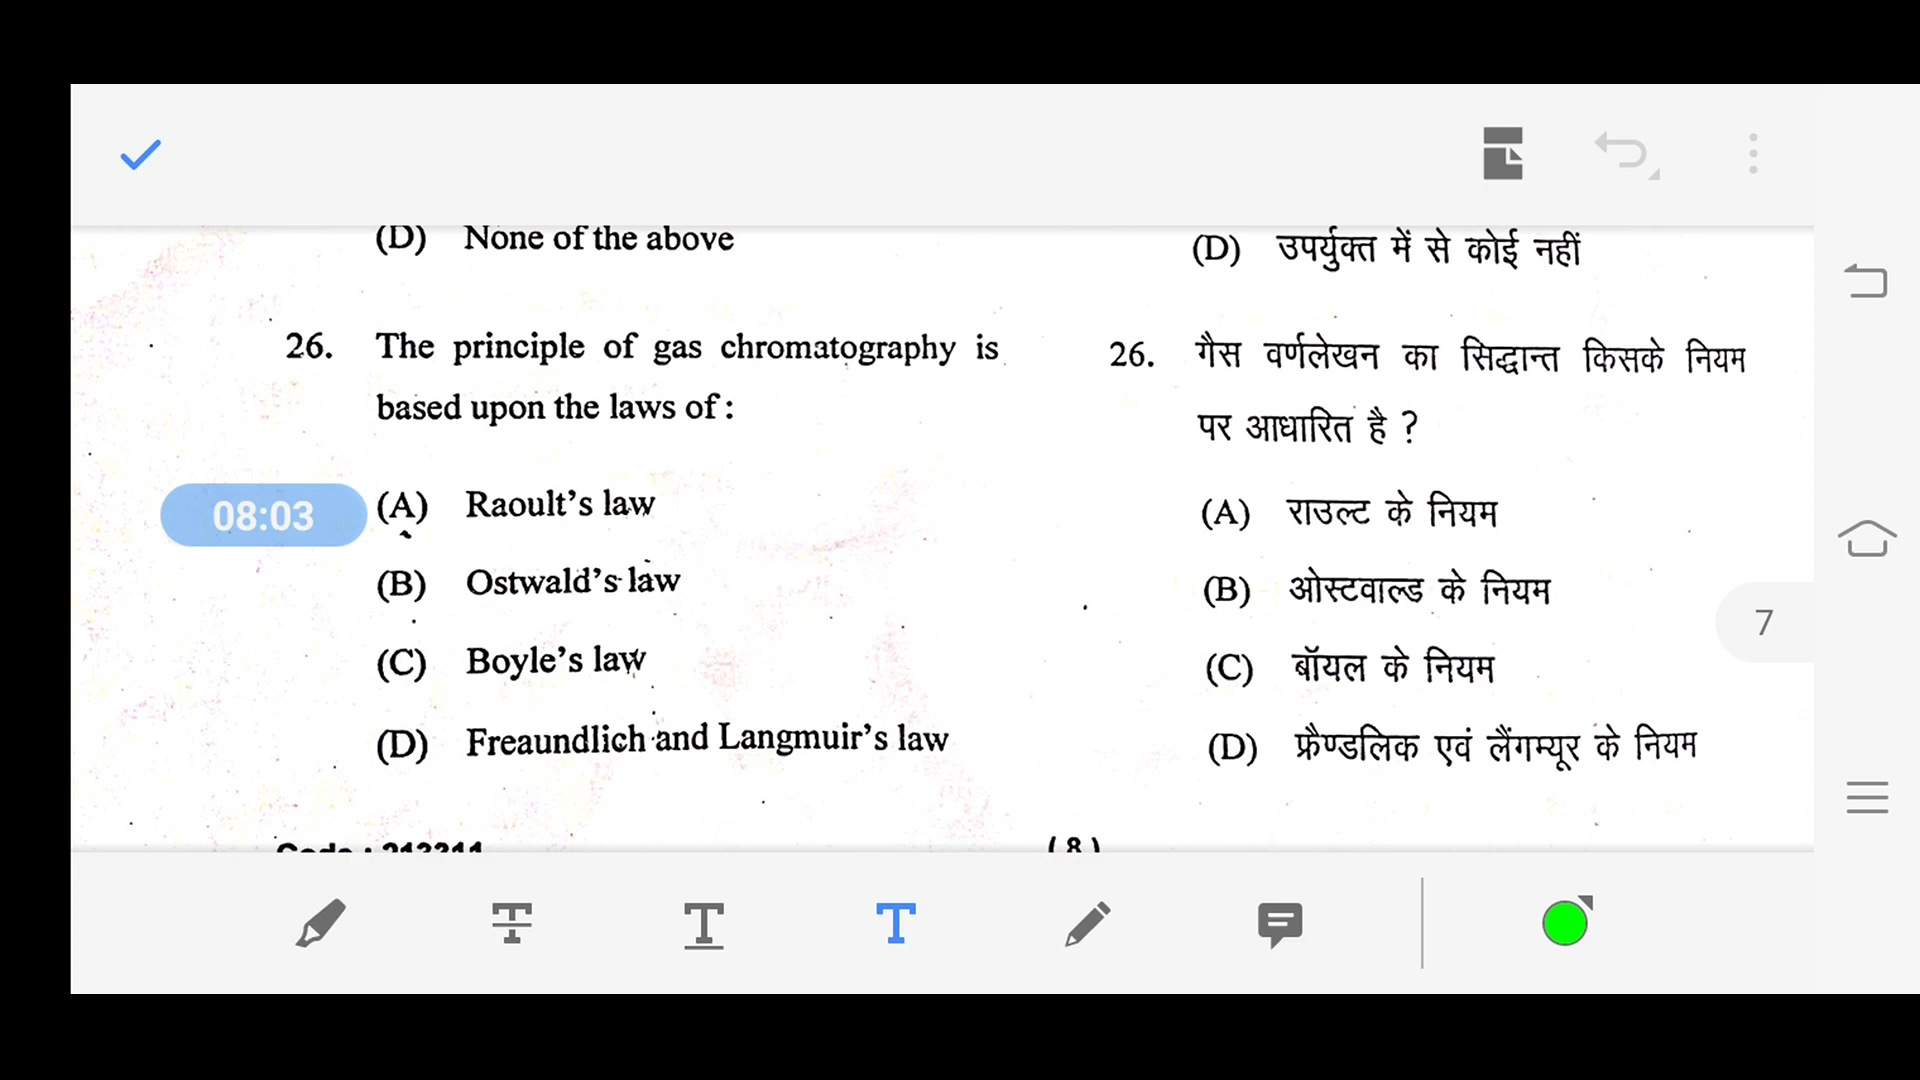 (D) None of the above
26. The principle of gas chromatography is
based upon the laws of :
(A) Raoult's law
(B) Ostwald's law
(C) Boyle's law
(D) Freaundlich and Langmuir's law
(D) उपर्युक्त में से कोई नहीं
26. गैस वर्णलेखन का सिद्धान्त किसके नियम
पर आधारित है ?
(A) राउल्ट के नियम
(B) ओस्टवाल्ड के नियम
(C) बॉयल के नियम
(D) फ्रैण्डलिक एवं लैंगम्यूर के नियम
08:03
7
Code : 213311
( 8 )